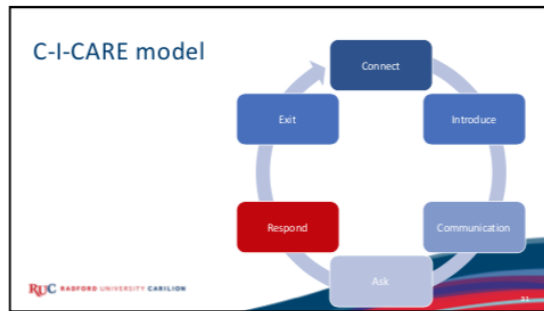 C-I-CARE model
Connect
Introduce
Communication
Ask
Respond
Exit
RUC RADFORD UNIVERSITY CARILION